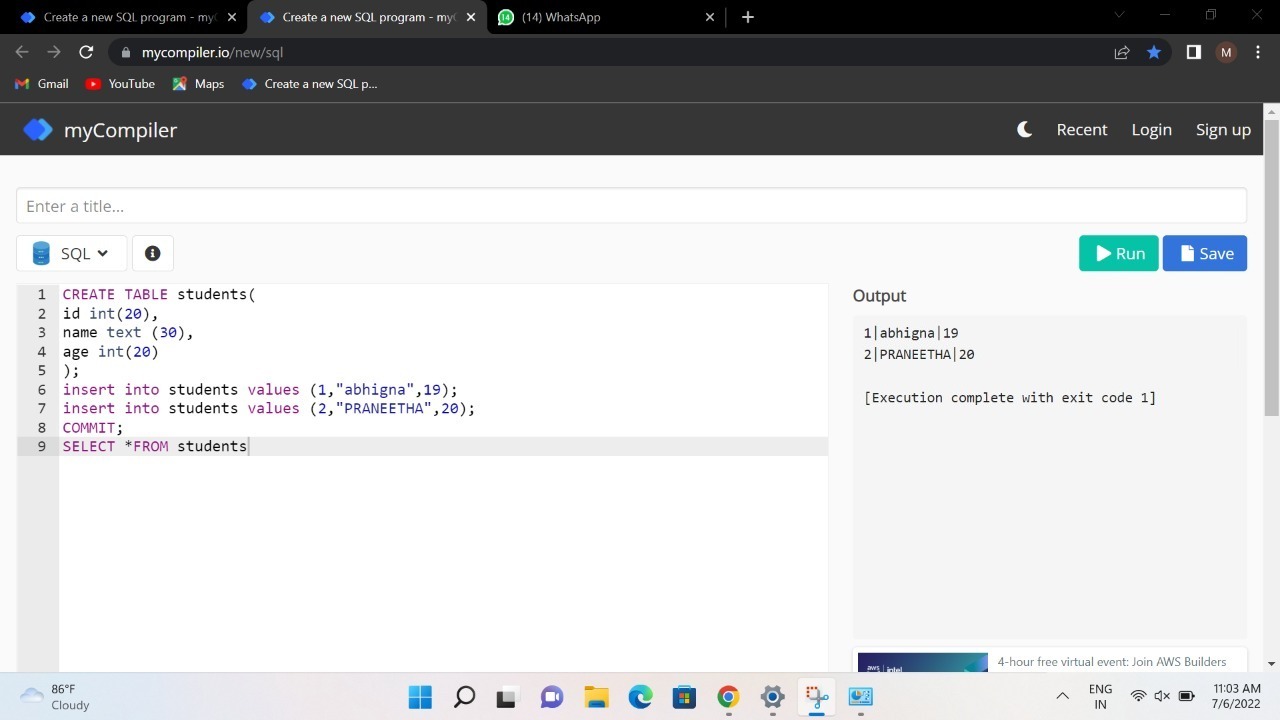 Create a new SQL program - my
Create a new SQL program - my
(14) WhatsApp
mycompiler.io/new/sql
M
Gmail
YouTube
Maps
Create a new SQL p...
myCompiler
Recent
Login
Sign up
Enter a title...
SQL
Run
Save
1 CREATE TABLE students(
2 id int(20),
3 name text (30),
4 age int(20)
5 );
6 insert into students values (1,"abhigna",19);
7 insert into students values (2,"PRANEETHA",20);
8 COMMIT;
9 SELECT *FROM students
Output
1|abhigna|19
2|PRANEETHA|20
[Execution complete with exit code 1]
aws intel
4-hour free virtual event: Join AWS Builders
86°F
Cloudy
ENG
IN
11:03 AM
7/6/2022